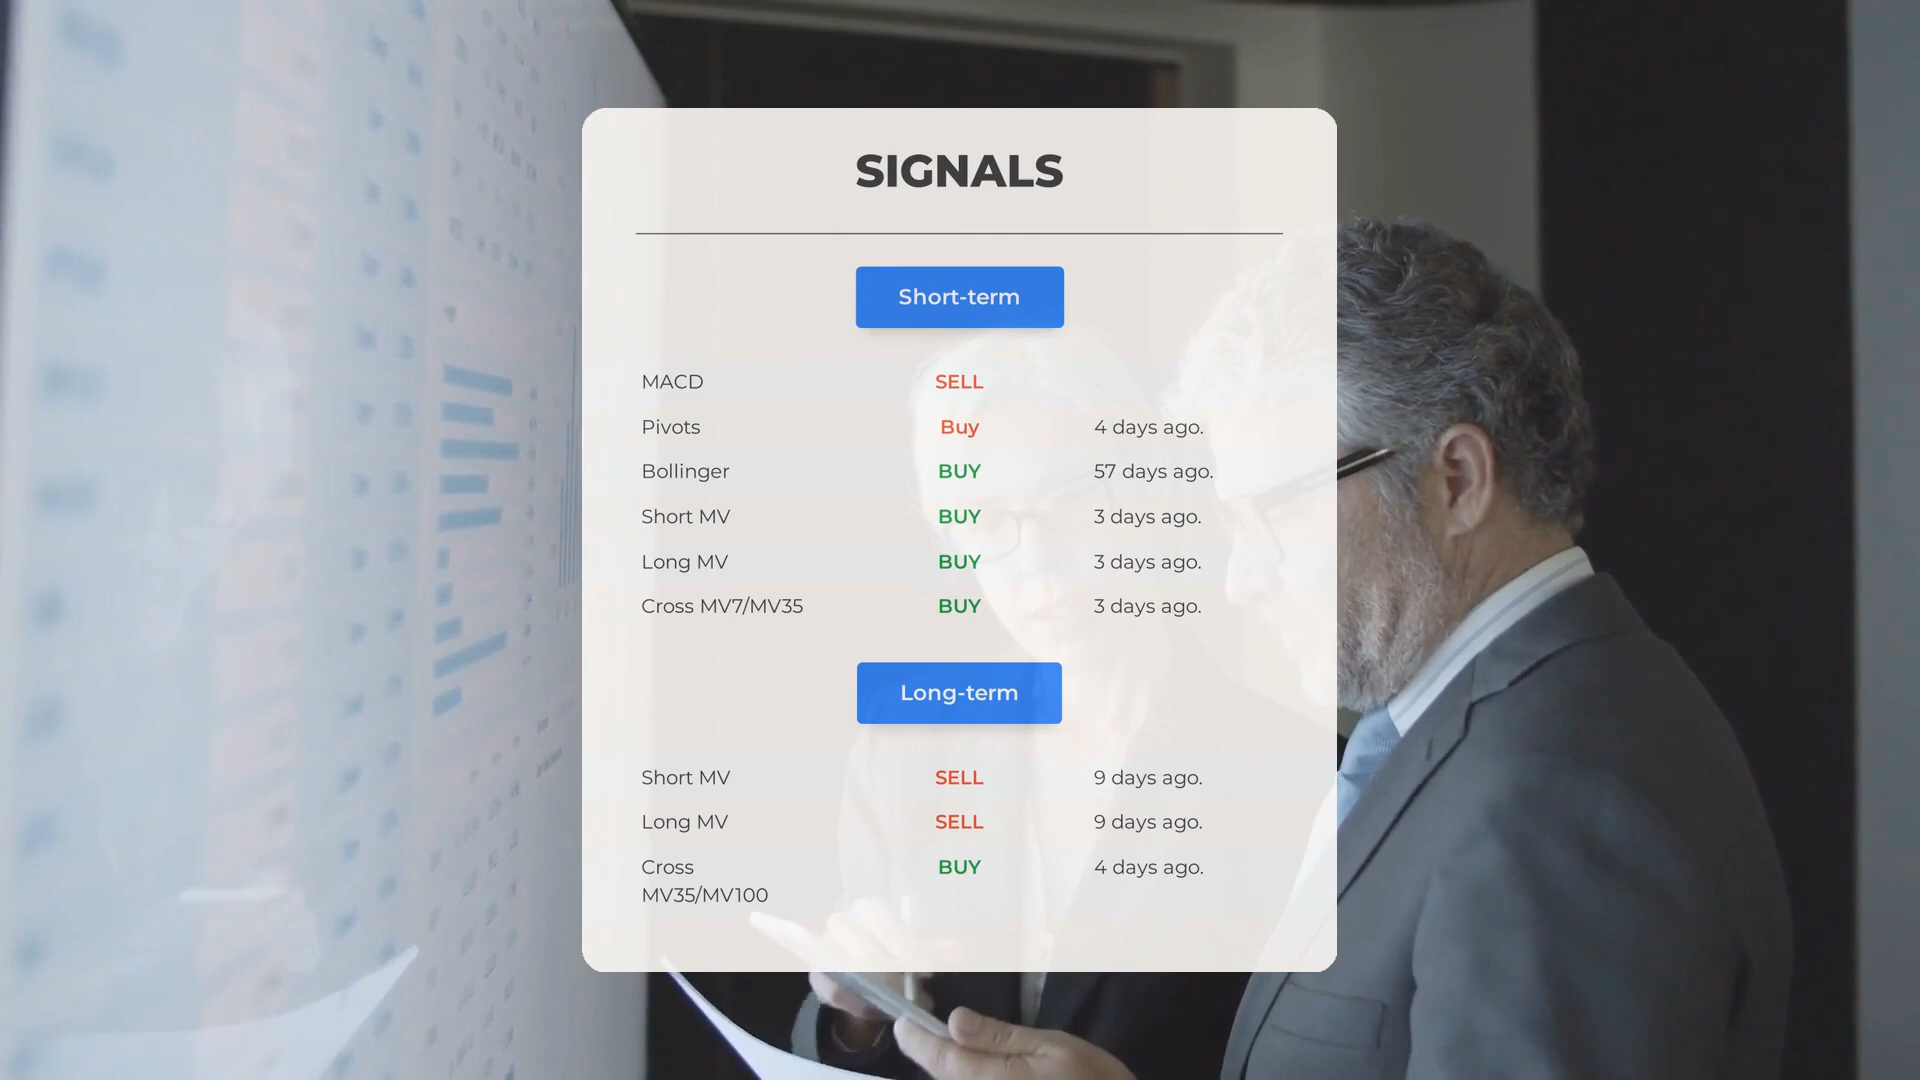 SIGNALS
Short-term
MACD SELL
Pivots Buy 4 days ago.
Bollinger BUY 57 days ago.
Short MV BUY 3 days ago.
Long MV BUY 3 days ago.
Cross MV7/MV35 BUY 3 days ago.
Long-term
Short MV SELL 9 days ago.
Long MV SELL 9 days ago.
Cross BUY 4 days ago.
MV35/MV100